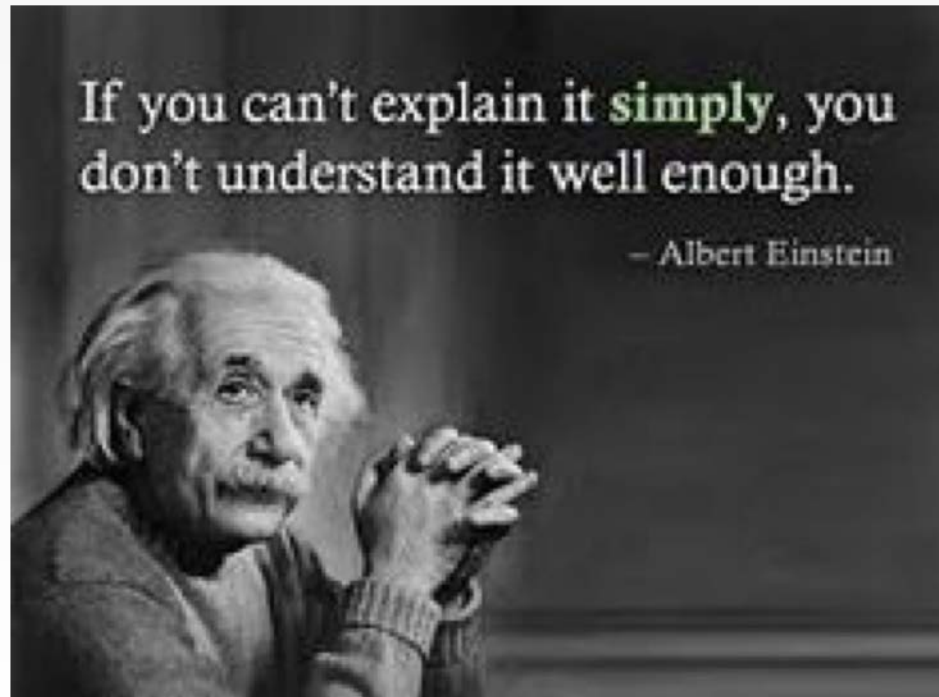 If you can't explain it simply, you
don't understand it well enough.
– Albert Einstein